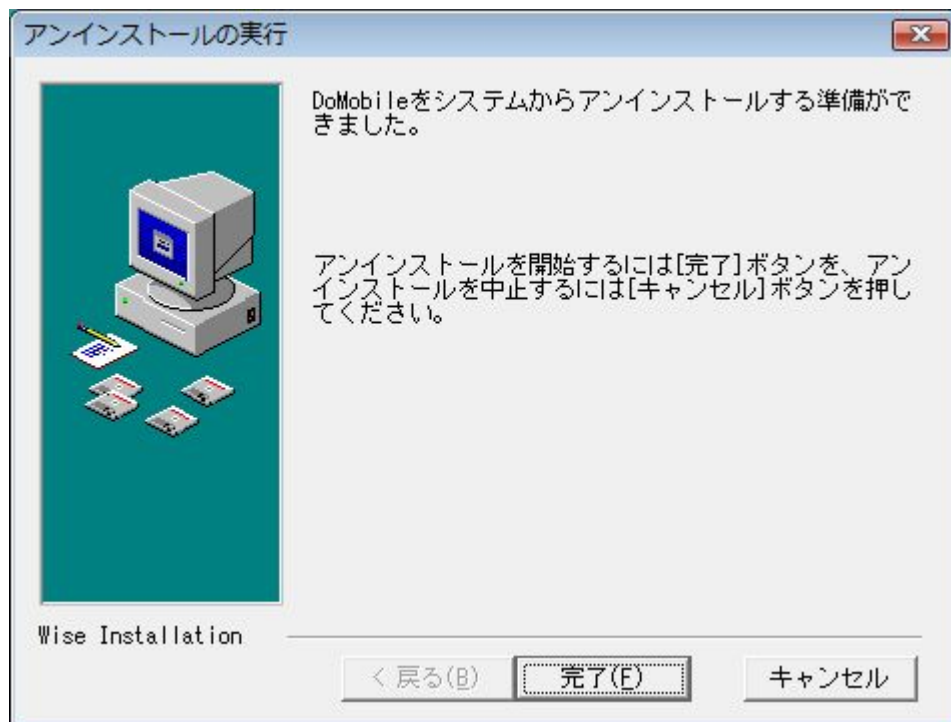 アンインストールの実行
DoMobileをシステムからアンインストールする準備がで
きました。
アンインストールを開始するには[完了]ボタンを、アン
インストールを中止するには[キャンセル]ボタンを押し
てください。
Wise Installation
< 戻る(B)
完了(F)
キャンセル